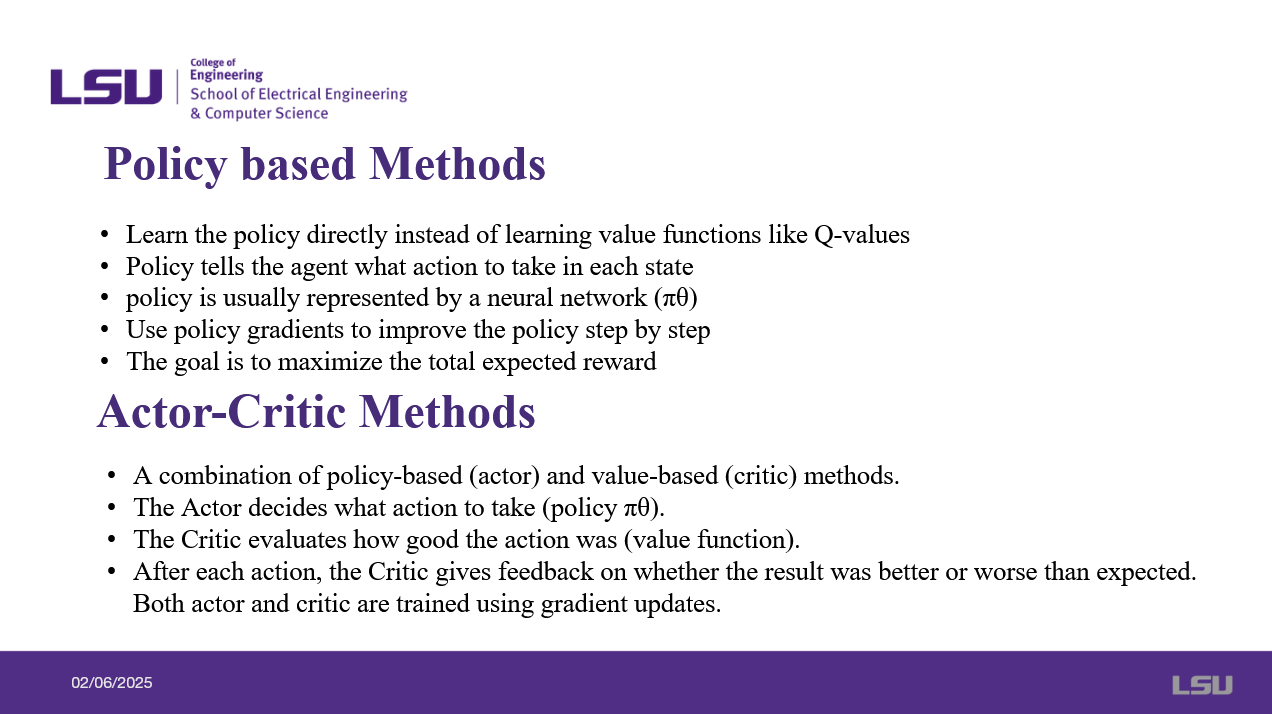 LSU
College of
Engineering
School of Electrical Engineering
& Computer Science
Policy based Methods
• Learn the policy directly instead of learning value functions like Q-values
• Policy tells the agent what action to take in each state
• policy is usually represented by a neural network (πθ)
• Use policy gradients to improve the policy step by step
• The goal is to maximize the total expected reward
Actor-Critic Methods
• A combination of policy-based (actor) and value-based (critic) methods.
• The Actor decides what action to take (policy πθ).
• The Critic evaluates how good the action was (value function).
• After each action, the Critic gives feedback on whether the result was better or worse than expected.
Both actor and critic are trained using gradient updates.
02/06/2025
LSU